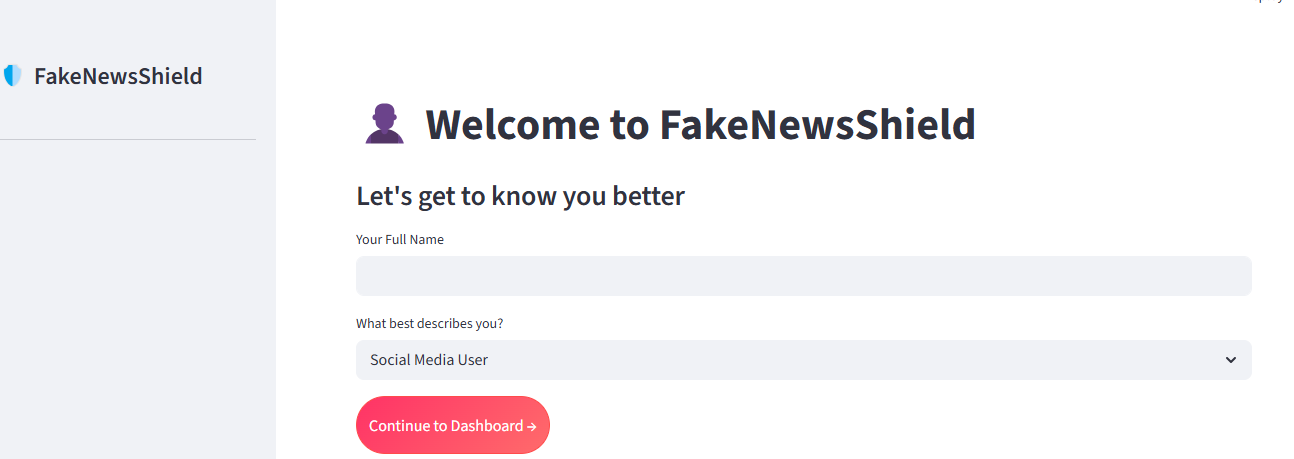 FakeNewsShield
Welcome to FakeNewsShield
Let's get to know you better
Your Full Name
What best describes you?
Social Media User
Continue to Dashboard →